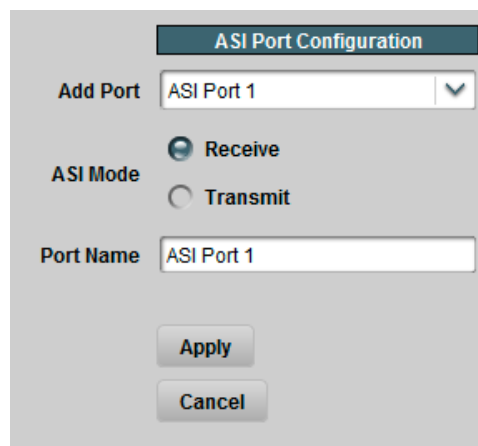 ASI Port Configuration
Add Port ASI Port 1
Receive
ASI Mode
Transmit
Port Name ASI Port 1
Apply
Cancel